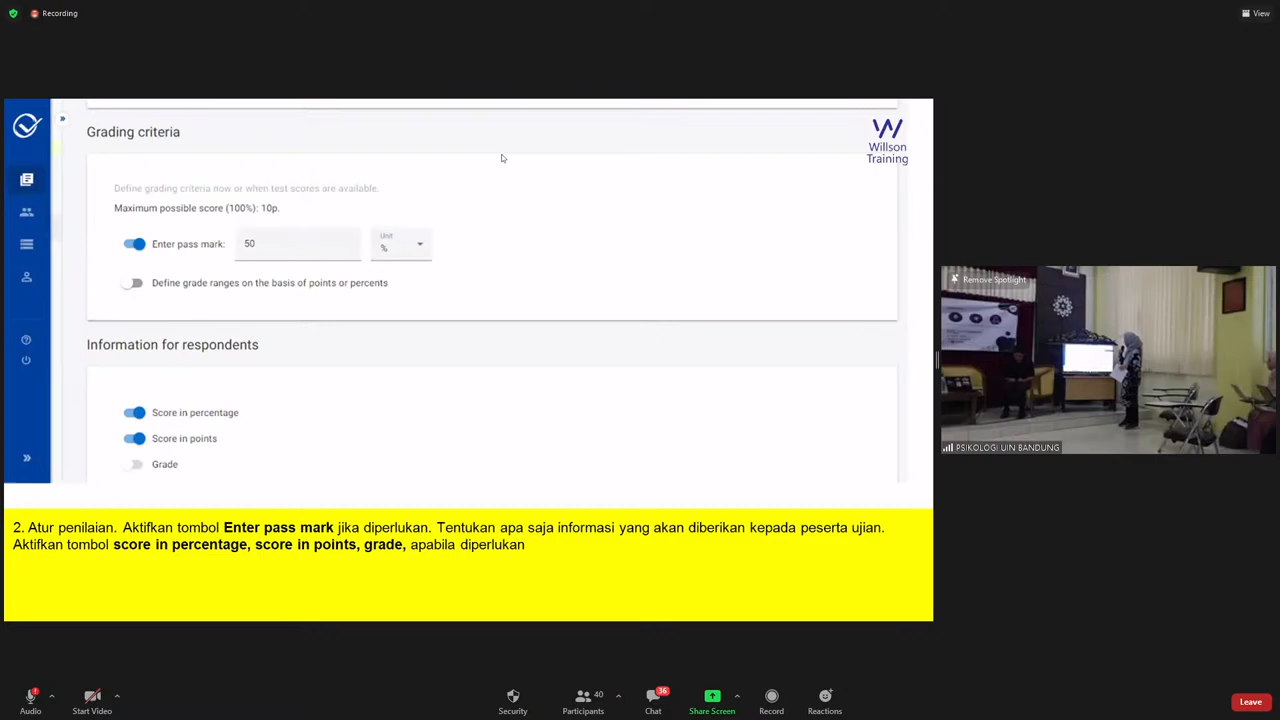 Recording
View
Grading criteria
Willson
Training
Define grading criteria now or when test scores are available.
Maximum possible score (100%): 10p.
Enter pass mark:
50
Unit
%
Define grade ranges on the basis of points or percents
Information for respondents
Score in percentage
Score in points
Grade
Remove Spotlight
PSIKOLOGI UIN BANDUNG
2. Atur penilaian. Aktifkan tombol Enter pass mark jika diperlukan. Tentukan apa saja informasi yang akan diberikan kepada peserta ujian.
Aktifkan tombol score in percentage, score in points, grade, apabila diperlukan
Audio
Start Video
Security
Participants
40
Chat
36
Share Screen
Record
Reactions
Leave